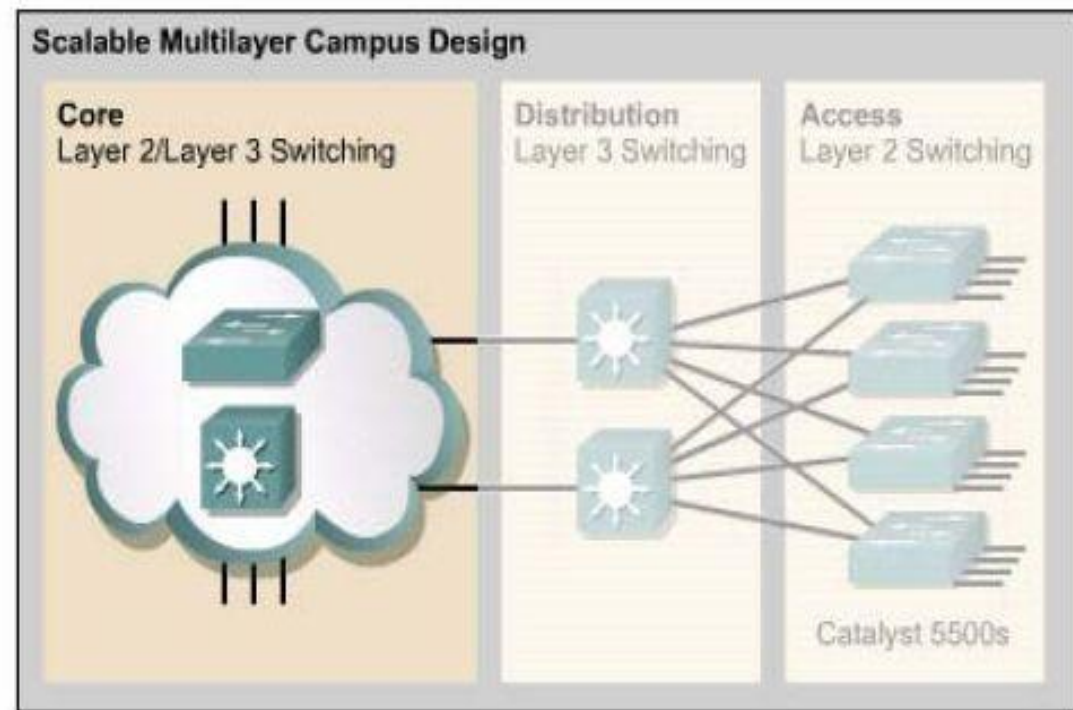 Scalable Multilayer Campus Design
Core
Layer 2/Layer 3 Switching
Distribution
Layer 3 Switching
Access
Layer 2 Switching
Catalyst 5500s